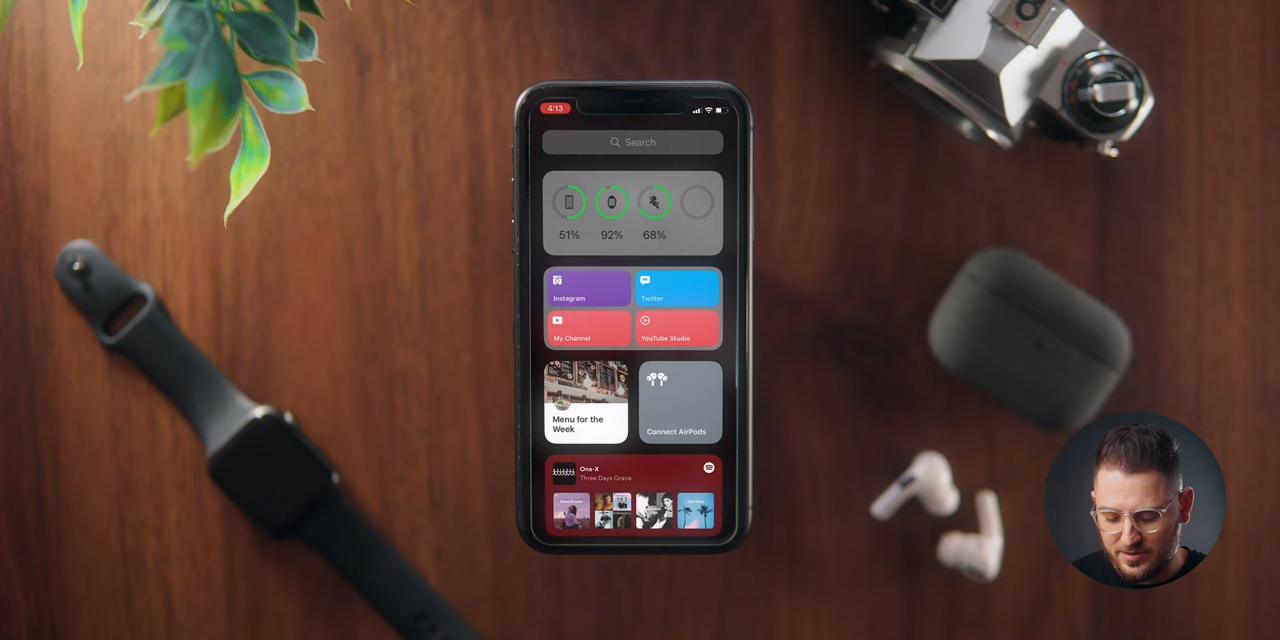 4:13
Search
51% 92% 68%
Instagram
Twitter
My Channel
YouTube Studio
Menu for the
Week
Connect AirPods
One-X
Three Days Grace